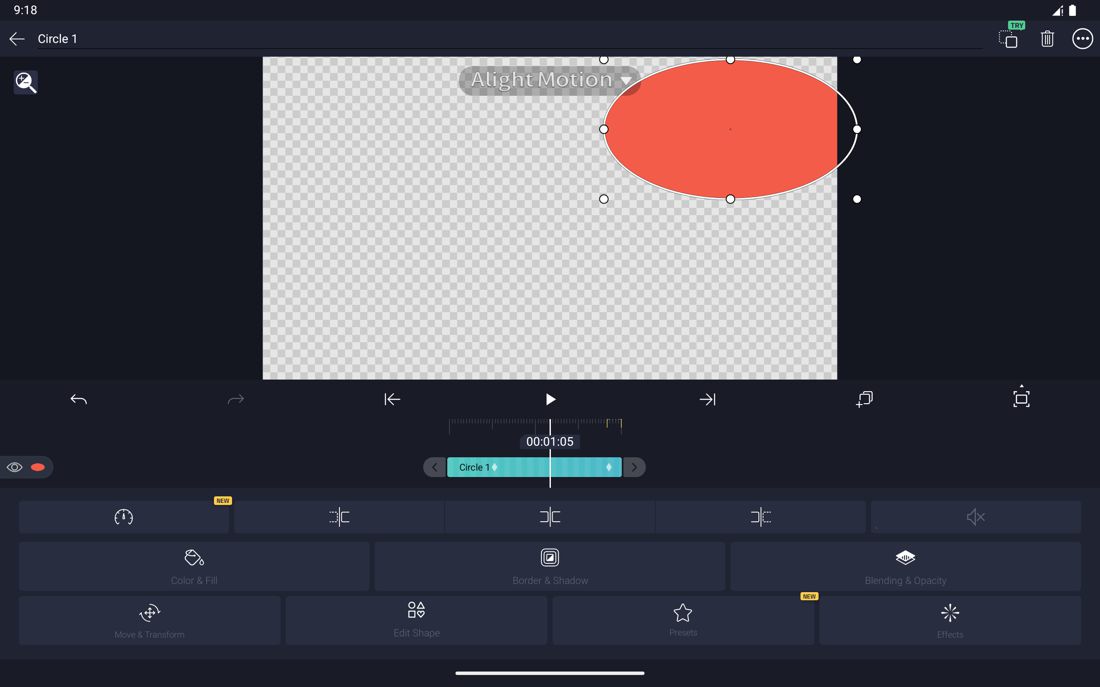 9:18
Circle 1
TRY
Alight Motion
00:01:05
Circle 1
NEW
Color & Fill
Border & Shadow
Blending & Opacity
NEW
Move & Transform
Edit Shape
Presets
Effects